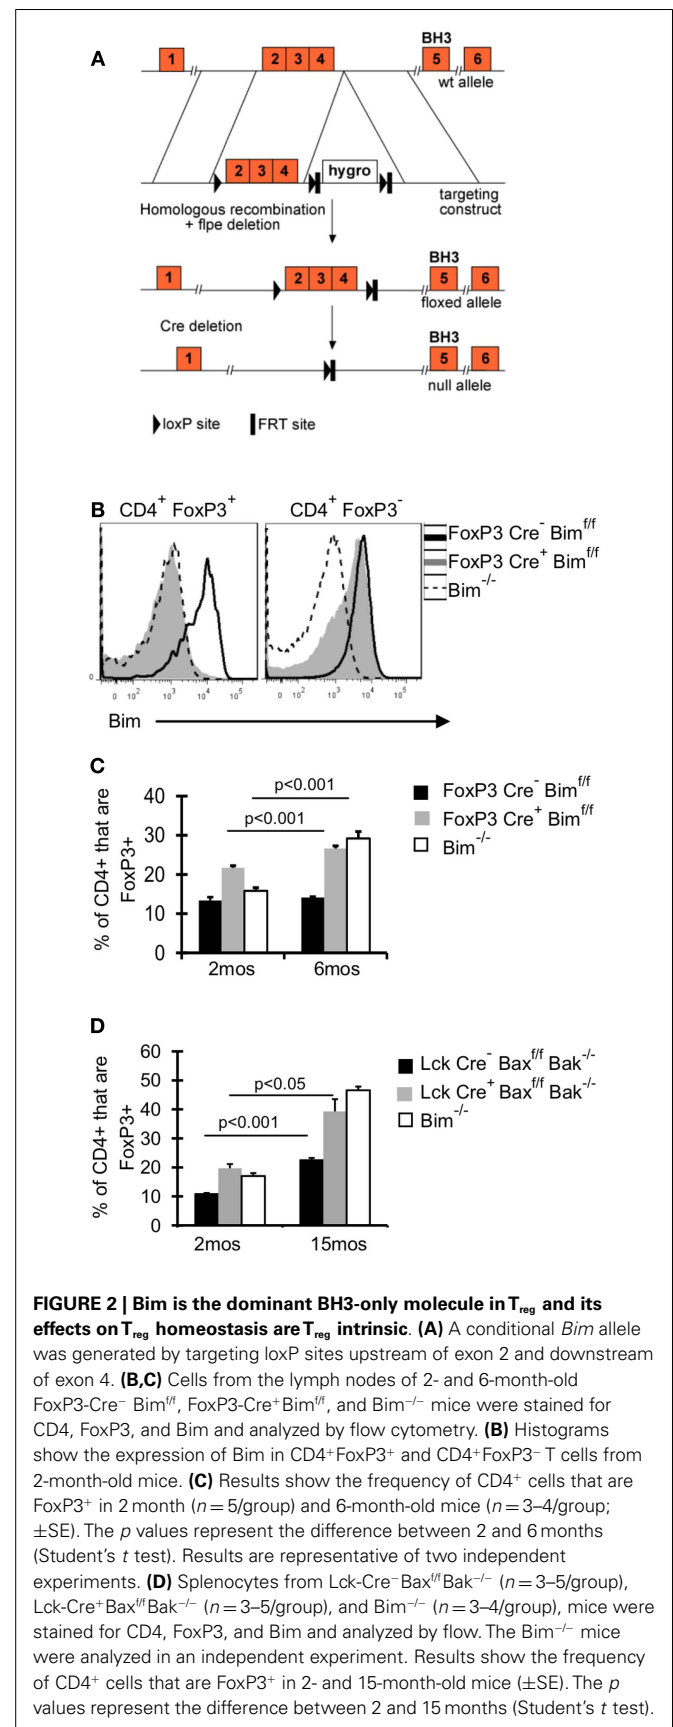 A
BH3
1 2 3 4 5 6
wt allele
2 3 4 hygro
targeting
construct
Homologous recombination
+ flpe deletion
BH3
1 2 3 4 5 6
floxed allele
Cre deletion
BH3
1 5 6
null allele
loxP site FRT site
B CD4+ FoxP3+ CD4+ FoxP3-
FoxP3 Cre- Bimf/f
FoxP3 Cre+ Bimf/f
Bim-/-
0
0 10² 10³ 10⁴ 10⁵ 0 10² 10³ 10⁴ 10⁵
Bim
C
% of CD4+ that are
FoxP3+
40
30
20
10
0
p<0.001
p<0.001
2mos 6mos
FoxP3 Cre- Bimf/f
FoxP3 Cre+ Bimf/f
Bim-/-
D
% of CD4+ that are
FoxP3+
60
50
40
30
20
10
0
p<0.05
p<0.001
2mos 15mos
Lck Cre- Baxf/f Bak-/-
Lck Cre+ Baxf/f Bak-/-
Bim-/-
FIGURE 2 | Bim is the dominant BH3-only molecule in Treg and its
effects on Treg homeostasis are Treg intrinsic. (A) A conditional Bim allele
was generated by targeting loxP sites upstream of exon 2 and downstream
of exon 4. (B,C) Cells from the lymph nodes of 2- and 6-month-old
FoxP3-Cre− Bimf/f, FoxP3-Cre+Bimf/f, and Bim−/− mice were stained for
CD4, FoxP3, and Bim and analyzed by flow cytometry. (B) Histograms
show the expression of Bim in CD4+FoxP3+ and CD4+FoxP3− T cells from
2-month-old mice. (C) Results show the frequency of CD4+ cells that are
FoxP3+ in 2 month (n = 5/group) and 6-month-old mice (n = 3–4/group;
±SE). The p values represent the difference between 2 and 6 months
(Student's t test). Results are representative of two independent
experiments. (D) Splenocytes from Lck-Cre−Baxf/fBak−/− (n = 3–5/group),
Lck-Cre+Baxf/fBak−/− (n = 3–5/group), and Bim−/− (n = 3–4/group), mice were
stained for CD4, FoxP3, and Bim and analyzed by flow. The Bim−/− mice
were analyzed in an independent experiment. Results show the frequency
of CD4+ cells that are FoxP3+ in 2- and 15-month-old mice (±SE). The p
values represent the difference between 2 and 15 months (Student's t test).